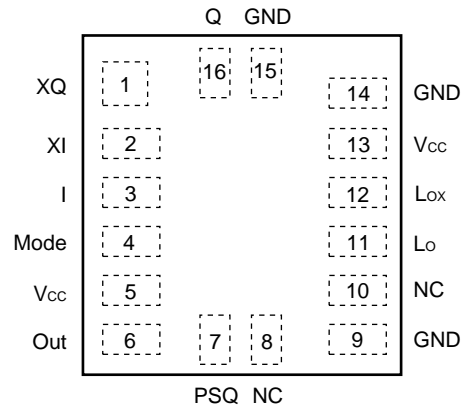 Q GND
16 15
XQ 1 14 GND
XI 2 13 Vcc
I 3 12 Lox
Mode 4 11 Lo
Vcc 5 10 NC
Out 6 7 8 9 GND
PSQ NC